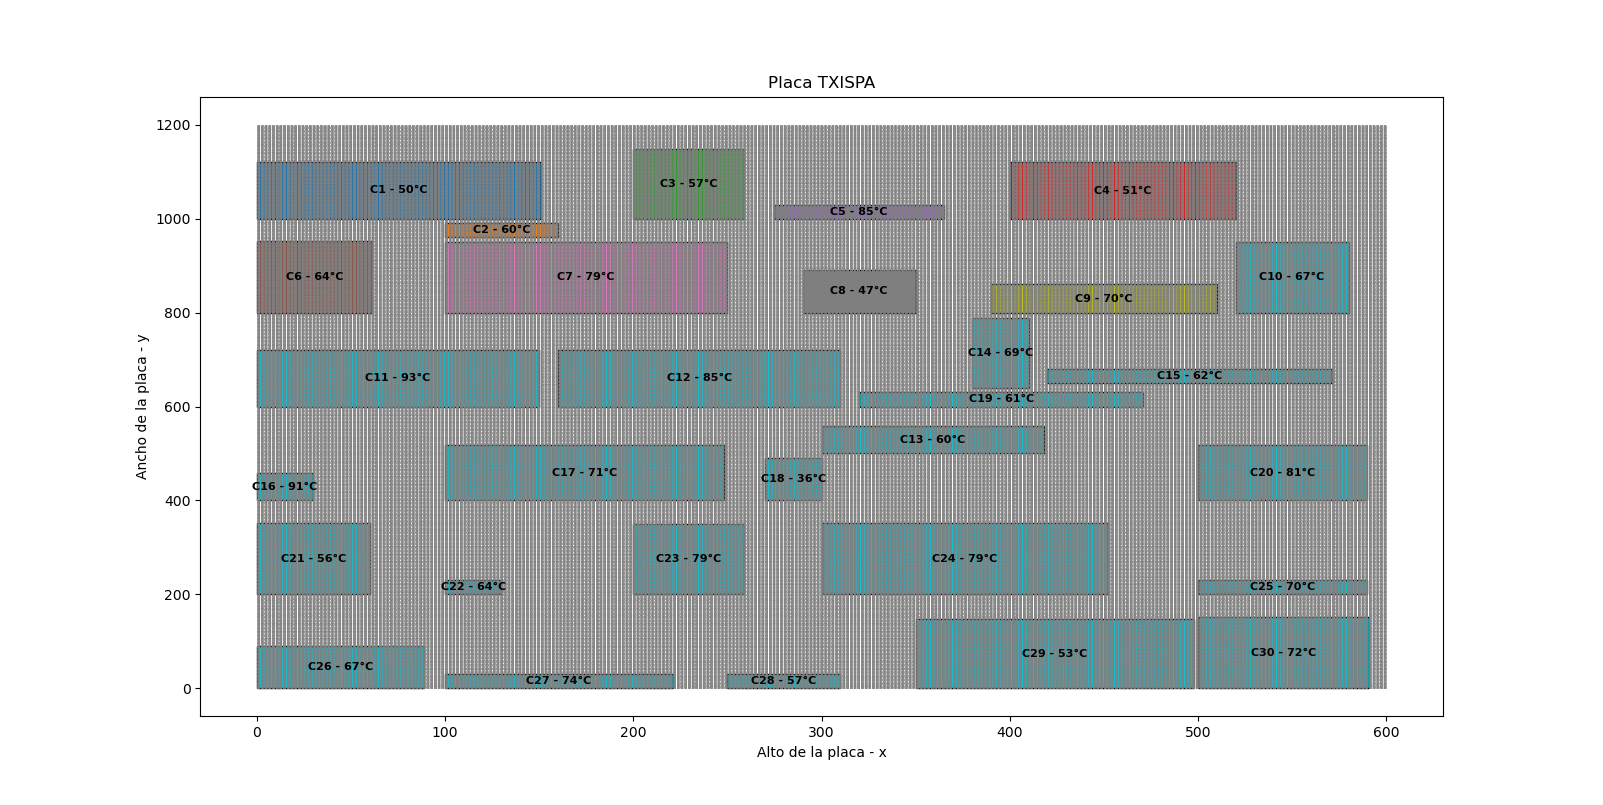 Placa TXISPA
1200
1000
800
600
400
200
0
Ancho de la placa - y
C1 - 50°C
C3 - 57°C
C4 - 51°C
C5 - 85°C
C2 - 60°C
C6 - 64°C
C7 - 79°C
C8 - 47°C
C9 - 70°C
C10 - 67°C
C11 - 93°C
C12 - 85°C
C14 - 69°C
C15 - 62°C
C19 - 61°C
C13 - 60°C
C16 - 91°C
C17 - 71°C
C18 - 36°C
C20 - 81°C
C21 - 56°C
C22 - 64°C
C23 - 79°C
C24 - 79°C
C25 - 70°C
C26 - 67°C
C27 - 74°C
C28 - 57°C
C29 - 53°C
C30 - 72°C
0
100
200
300
400
500
600
Alto de la placa - x